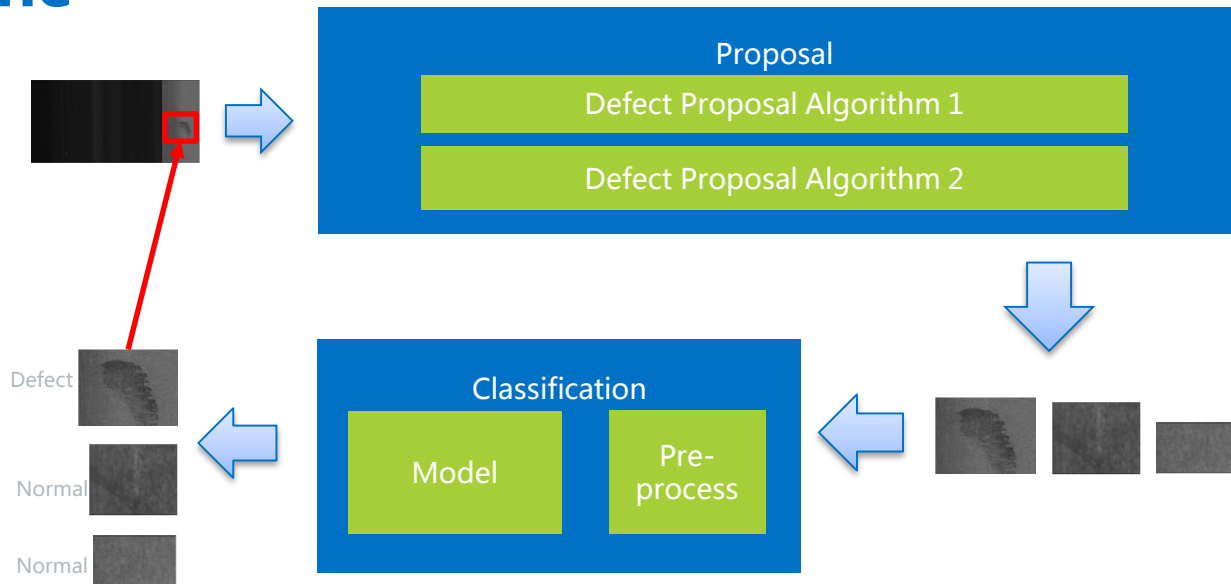 Proposal
Defect Proposal Algorithm 1
Defect Proposal Algorithm 2
Classification
Model
Pre-
process
Defect
Normal
Normal